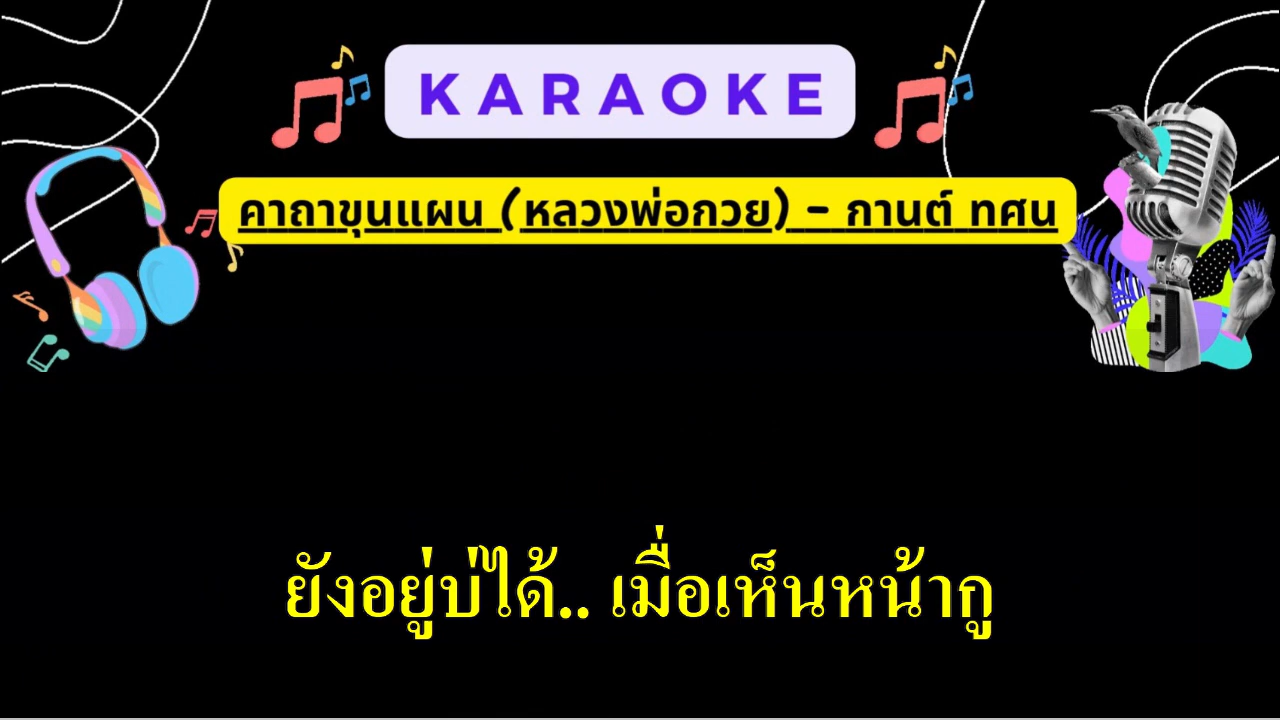 KARAOKE
คาถาขุนแผน (หลวงพ่อกวย) - กานต์ ทศน
ยังอยู่บ่ได้.. เมื่อเห็นหน้ากู